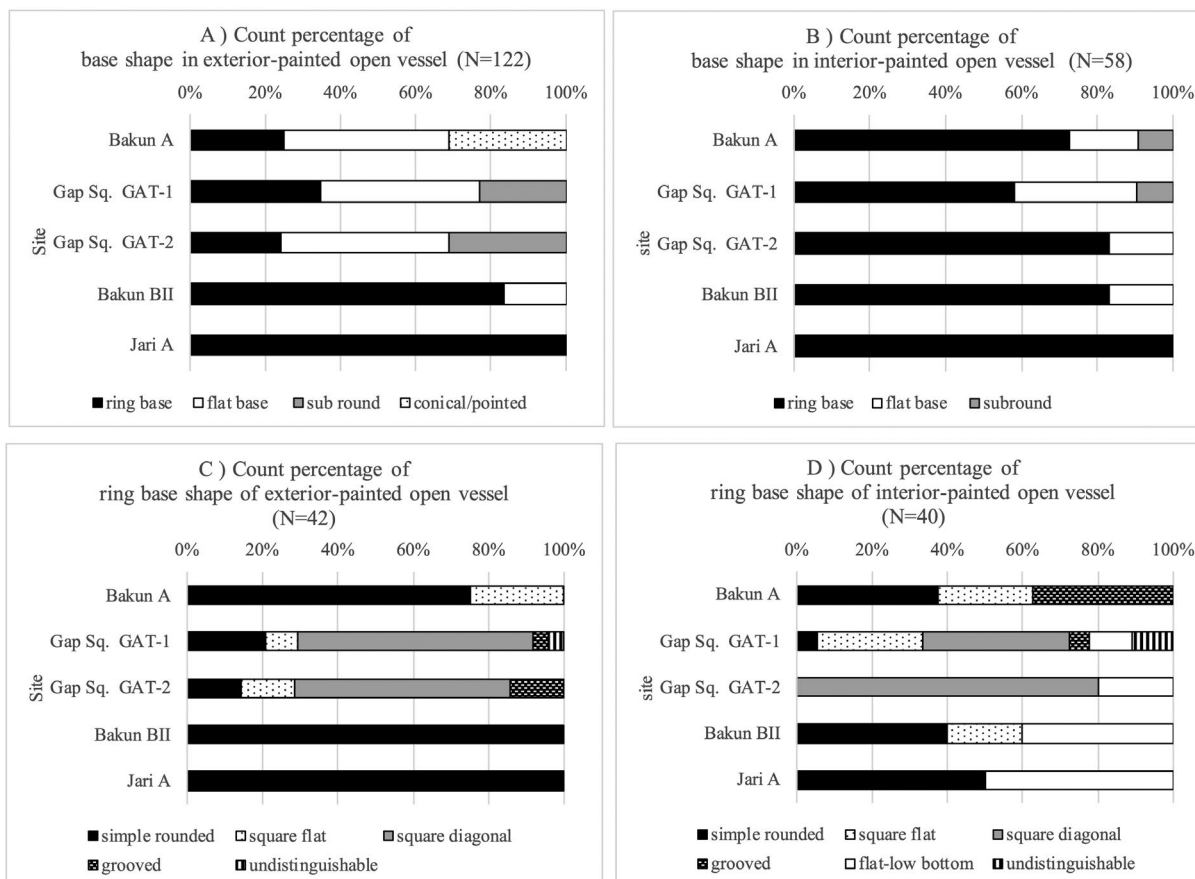 A ) Count percentage of
base shape in exterior-painted open vessel (N=122)
0% 20% 40% 60% 80% 100%
Bakun A
Gap Sq. GAT-1
Gap Sq. GAT-2
Bakun BII
Jari A
Site
ring base flat base sub round conical/pointed
B ) Count percentage of
base shape in interior-painted open vessel (N=58)
0% 20% 40% 60% 80% 100%
Bakun A
Gap Sq. GAT-1
Gap Sq. GAT-2
Bakun BII
Jari A
site
ring base flat base subround
C ) Count percentage of
ring base shape of exterior-painted open vessel
(N=42)
0% 20% 40% 60% 80% 100%
Bakun A
Gap Sq. GAT-1
Gap Sq. GAT-2
Bakun BII
Jari A
Site
simple rounded square flat square diagonal
grooved undistinguishable
D ) Count percentage of
ring base shape of interior-painted open vessel
(N=40)
0% 20% 40% 60% 80% 100%
Bakun A
Gap Sq. GAT-1
Gap Sq. GAT-2
Bakun BII
Jari A
site
simple rounded square flat square diagonal
grooved flat-low bottom undistinguishable